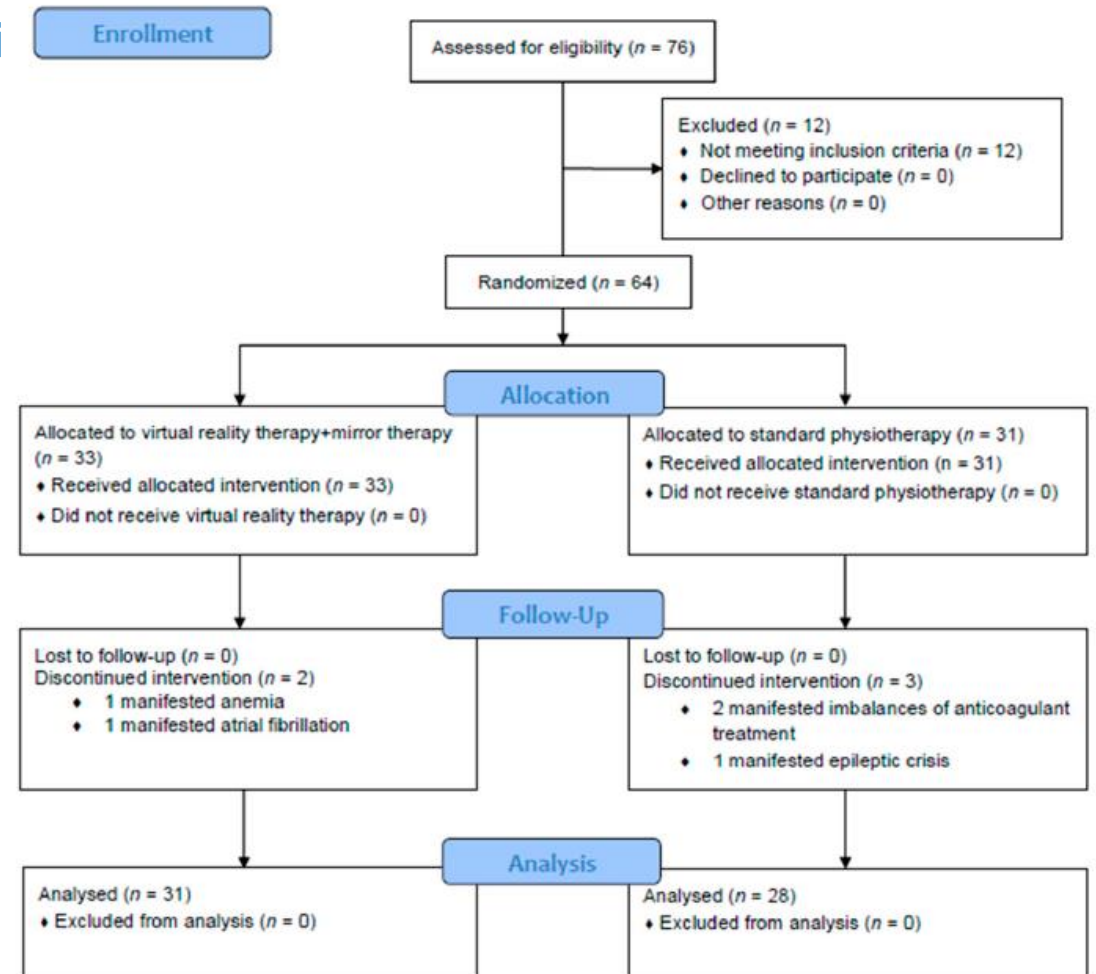 Enrollment
Assessed for eligibility (n = 76)
Excluded (n = 12)
♦ Not meeting inclusion criteria (n = 12)
♦ Declined to participate (n = 0)
♦ Other reasons (n = 0)
Randomized (n = 64)
Allocation
Allocated to virtual reality therapy+mirror therapy
(n = 33)
♦ Received allocated intervention (n = 33)
♦ Did not receive virtual reality therapy (n = 0)
Allocated to standard physiotherapy (n = 31)
♦ Received allocated intervention (n = 31)
♦ Did not receive standard physiotherapy (n = 0)
Follow-Up
Lost to follow-up (n = 0)
Discontinued intervention (n = 2)
♦ 1 manifested anemia
♦ 1 manifested atrial fibrillation
Lost to follow-up (n = 0)
Discontinued intervention (n = 3)
♦ 2 manifested imbalances of anticoagulant
treatment
♦ 1 manifested epileptic crisis
Analysis
Analysed (n = 31)
♦ Excluded from analysis (n = 0)
Analysed (n = 28)
♦ Excluded from analysis (n = 0)